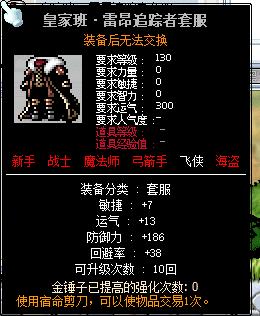 皇家班·雷昂追踪者套服
装备后无法交换
要求等级： 130
要求力量： 0
要求敏捷： 0
要求智力： 0
要求运气： 300
要求人气度： -
道具等级： -
道具经验值： -
新手 战士 魔法师 弓箭手 飞侠 海盗
装备分类 : 套服
敏捷 : +7
运气 : +13
防御力 : +186
回避率 : +38
可升级次数 : 10回
金锤子已提高的强化次数: 0
使用宿命剪刀，可以使物品交易1次。